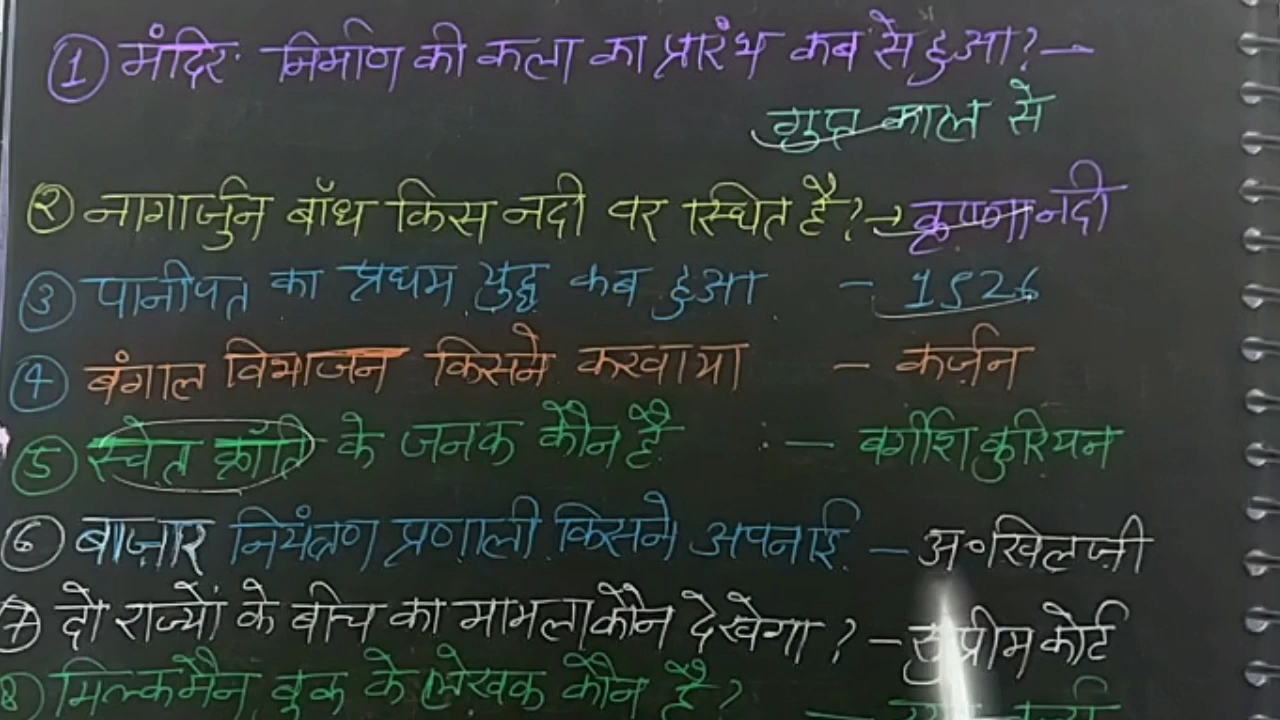 ① मंदिर निर्माण की कला का प्रारंभ कब से हुआ? —
गुप्त काल से
② नागार्जुन बाँध किस नदी पर स्थित है? → कृष्णा नदी
③ पानीपत का प्रथम युद्ध कब हुआ - 1526
④ बंगाल विभाजन किसने करवाया - कर्जन
⑤ स्वेत क्राँति के जनक कौन है :- वर्गीश कुरियन
⑥ बाज़ार नियंत्रण प्रणाली किसने अपनाई - अ॰ खिलज़ी
⑦ दो राज्यों के बीच का मामला कौन देखेगा? - सुप्रीम कोर्ट
⑧ मिल्कमैन बुक के लेखक कौन है? -